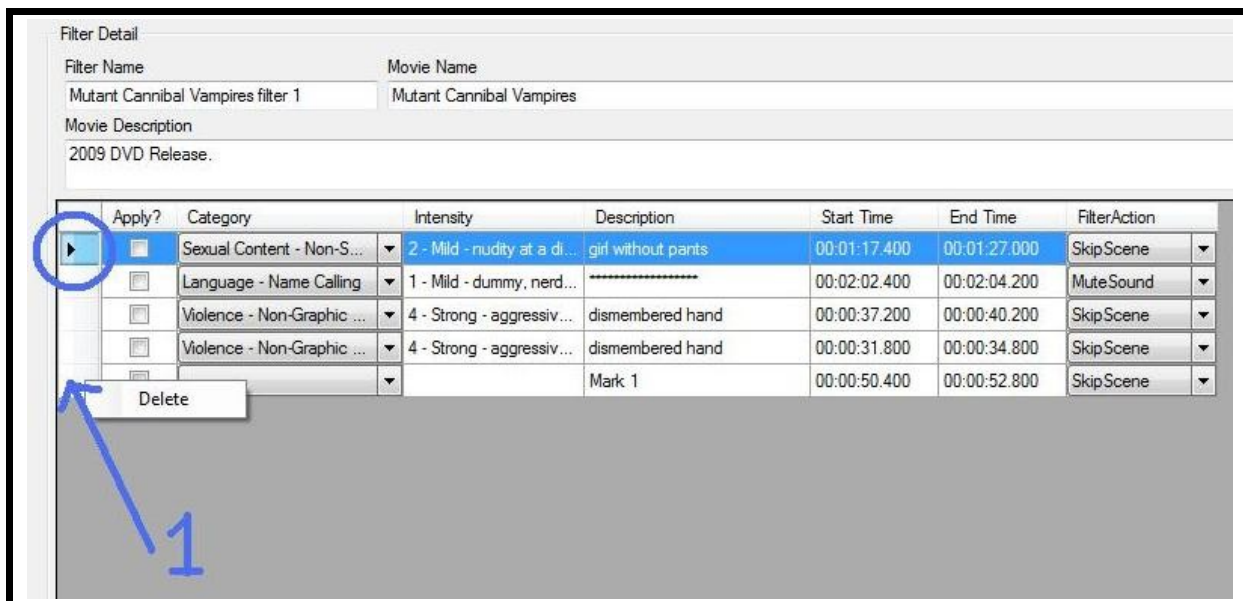 Filter Detail
Filter Name Movie Name
Mutant Cannibal Vampires filter 1 Mutant Cannibal Vampires
Movie Description
2009 DVD Release.
Apply? Category Intensity Description Start Time End Time FilterAction
Sexual Content - Non-S... 2 - Mild - nudity at a di... girl without pants 00:01:17.400 00:01:27.000 SkipScene
Language - Name Calling 1 - Mild - dummy, nerd... ****************** 00:02:02.400 00:02:04.200 MuteSound
Violence - Non-Graphic ... 4 - Strong - aggressiv... dismembered hand 00:00:37.200 00:00:40.200 SkipScene
Violence - Non-Graphic ... 4 - Strong - aggressiv... dismembered hand 00:00:31.800 00:00:34.800 SkipScene
Mark 1 00:00:50.400 00:00:52.800 SkipScene
Delete
1